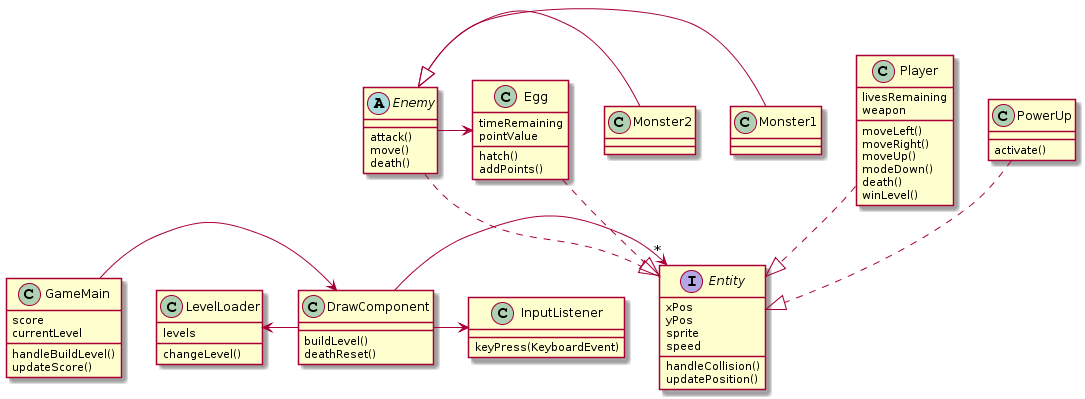 A Enemy
attack()
move()
death()
C Egg
timeRemaining
pointValue
hatch()
addPoints()
C Monster2
C Monster1
C Player
livesRemaining
weapon
moveLeft()
moveRight()
moveUp()
modeDown()
death()
winLevel()
C PowerUp
activate()
C GameMain
score
currentLevel
handleBuildLevel()
updateScore()
C LevelLoader
levels
changeLevel()
C DrawComponent
buildLevel()
deathReset()
C InputListener
keyPress(KeyboardEvent)
*
I Entity
xPos
yPos
sprite
speed
handleCollision()
updatePosition()